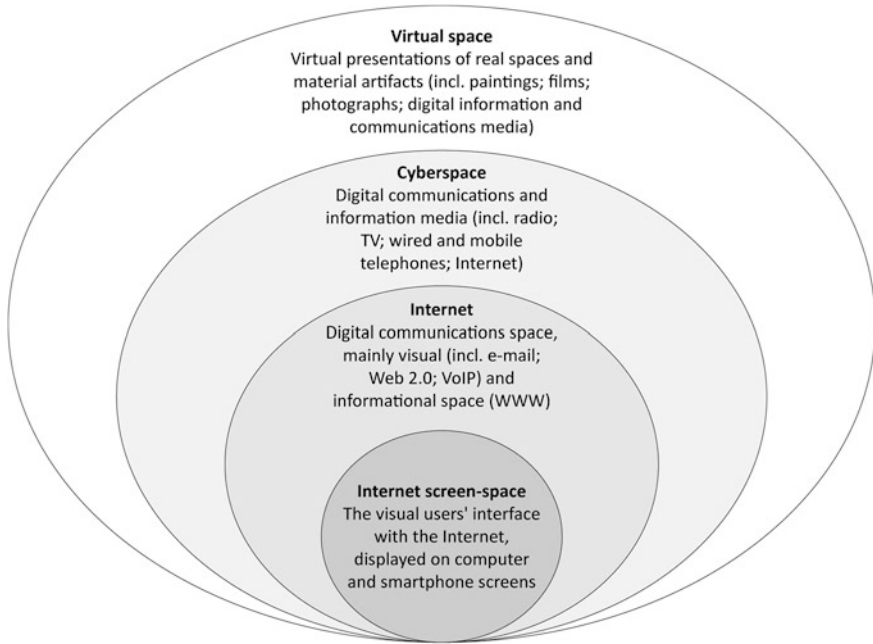 Virtual space
Virtual presentations of real spaces and
material artifacts (incl. paintings; films;
photographs; digital information and
communications media)
Cyberspace
Digital communications and
information media (incl. radio;
TV; wired and mobile
telephones; Internet)
Internet
Digital communications space,
mainly visual (incl. e-mail;
Web 2.0; VoIP) and
informational space (WWW)
Internet screen-space
The visual users' interface
with the Internet,
displayed on computer
and smartphone screens